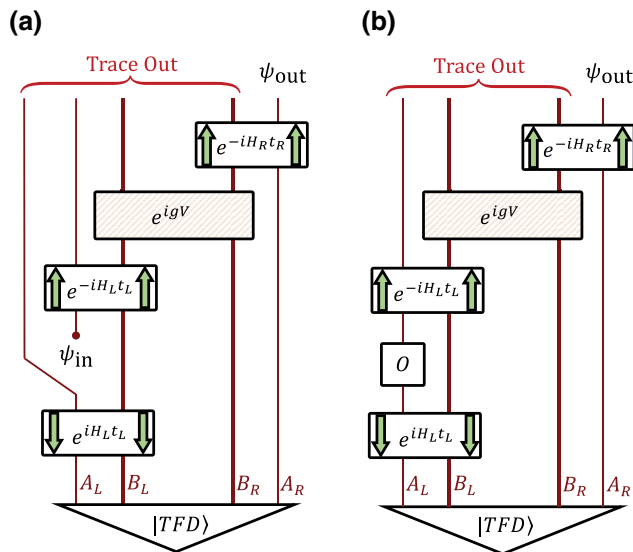 (a)
Trace Out
ψout
e^{-iH_R t_R}
e^{igV}
e^{-iH_L t_L}
ψin
e^{iH_L t_L}
A_L B_L B_R A_R
|TFD⟩
(b)
Trace Out
ψout
e^{-iH_R t_R}
e^{igV}
e^{-iH_L t_L}
O
e^{iH_L t_L}
A_L B_L B_R A_R
|TFD⟩